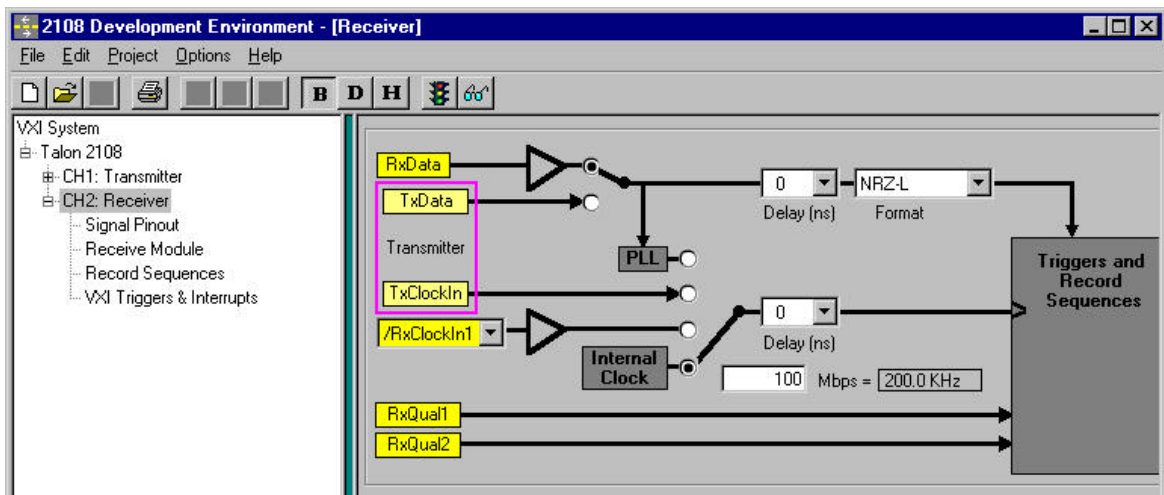 2108 Development Environment - [Receiver]
File Edit Project Options Help
B D H
VXI System
Talon 2108
CH1: Transmitter
CH2: Receiver
Signal Pinout
Receive Module
Record Sequences
VXI Triggers & Interrupts
RxData
TxData
Transmitter
TxClockIn
/RxClockIn1
RxQual1
RxQual2
PLL
Internal
Clock
0
Delay (ns)
NRZ-L
Format
0
Delay (ns)
100 Mbps = 200.0 KHz
Triggers and
Record
Sequences